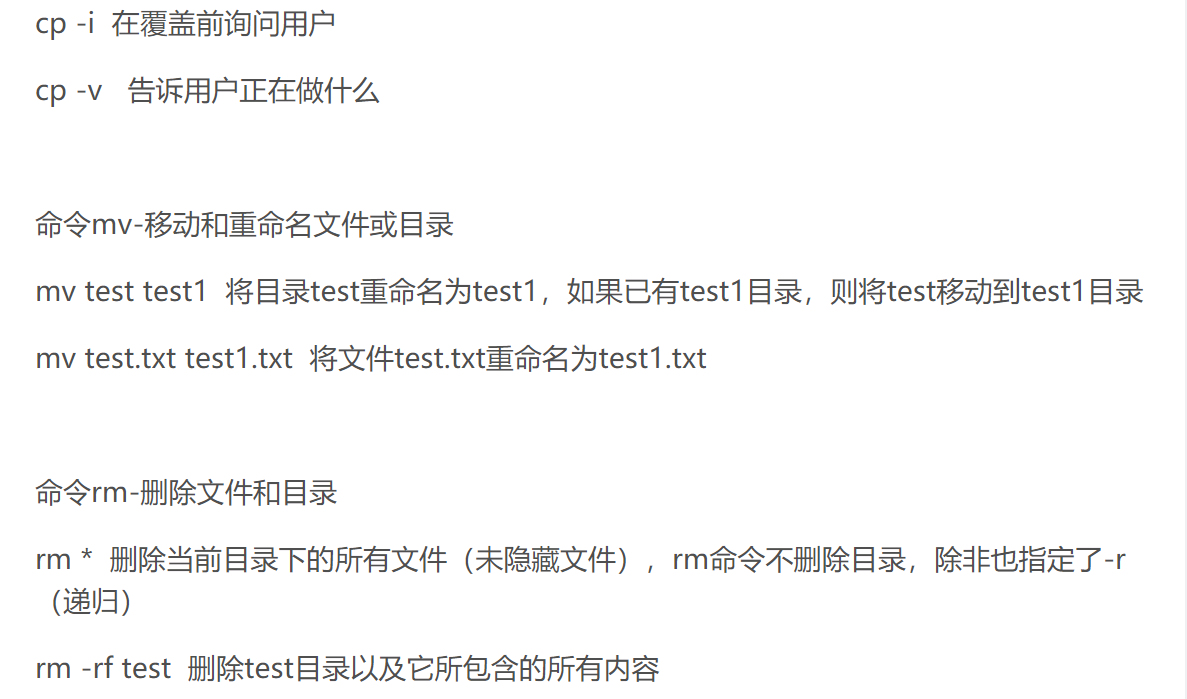 cp -i  在覆盖前询问用户
cp -v   告诉用户正在做什么
命令mv-移动和重命名文件或目录
mv test test1  将目录test重命名为test1，如果已有test1目录，则将test移动到test1目录
mv test.txt test1.txt  将文件test.txt重命名为test1.txt
命令rm-删除文件和目录
rm *  删除当前目录下的所有文件（未隐藏文件），rm命令不删除目录，除非也指定了-r
（递归）
rm -rf test  删除test目录以及它所包含的所有内容